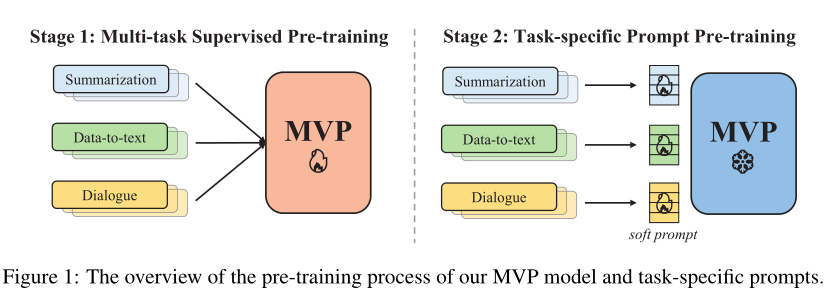 Stage 1: Multi-task Supervised Pre-training
Summarization
Data-to-text
Dialogue
MVP
Stage 2: Task-specific Prompt Pre-training
Summarization
Data-to-text
Dialogue
soft prompt
MVP
Figure 1: The overview of the pre-training process of our MVP model and task-specific prompts.